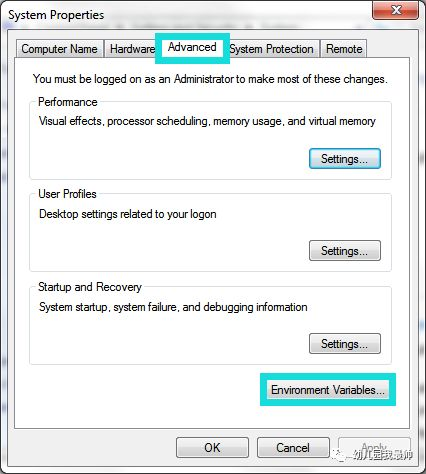 System Properties
Computer Name Hardware Advanced System Protection Remote
You must be logged on as an Administrator to make most of these changes.
Performance
Visual effects, processor scheduling, memory usage, and virtual memory
Settings...
User Profiles
Desktop settings related to your logon
Settings...
Startup and Recovery
System startup, system failure, and debugging information
Settings...
Environment Variables...
OK Cancel Apply
幼儿园我最帅